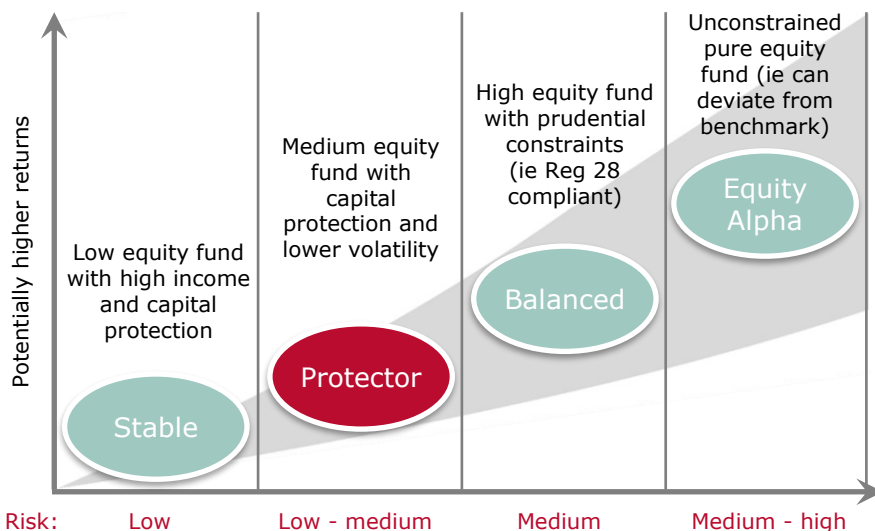 Potentially higher returns
Low equity fund
with high income
and capital
protection
Stable
Medium equity
fund with
capital
protection and
lower volatility
Protector
High equity fund
with prudential
constraints
(ie Reg 28
compliant)
Balanced
Unconstrained
pure equity
fund (ie can
deviate from
benchmark)
Equity
Alpha
Risk: Low Low - medium Medium Medium - high